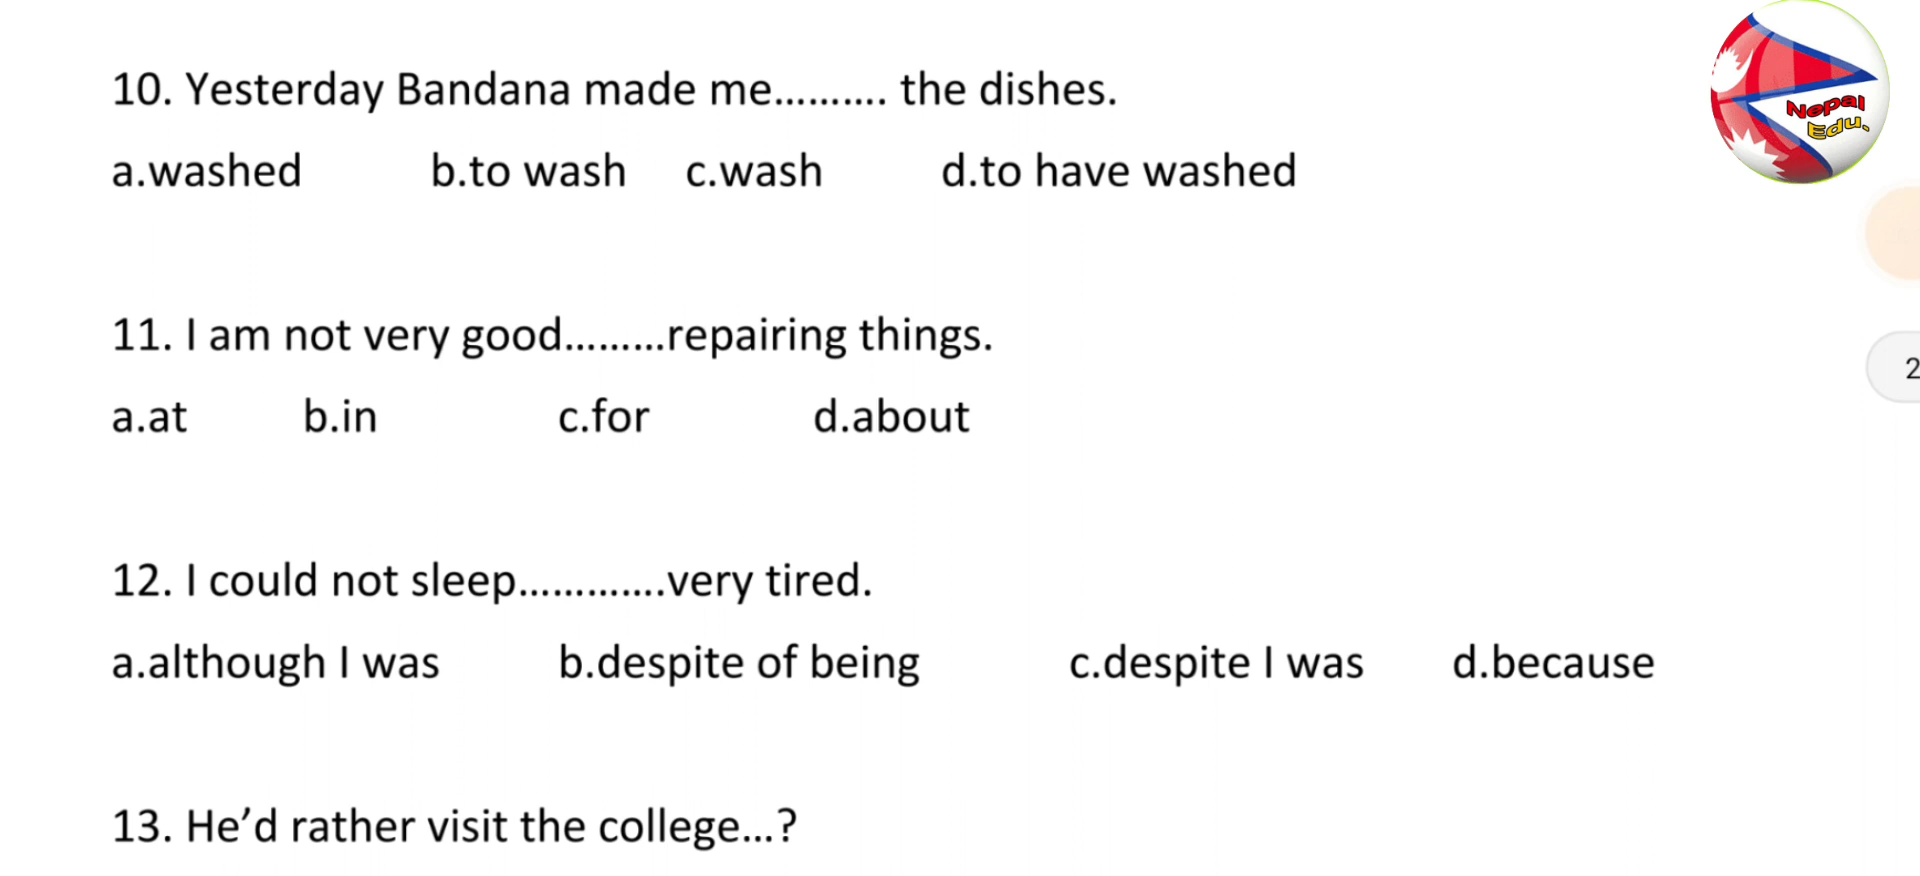 10. Yesterday Bandana made me.......... the dishes.
a.washed b.to wash c.wash d.to have washed
11. I am not very good.........repairing things.
a.at b.in c.for d.about
12. I could not sleep.............very tired.
a.although I was b.despite of being c.despite I was d.because
13. He’d rather visit the college...?
Nepal
Edu.
2